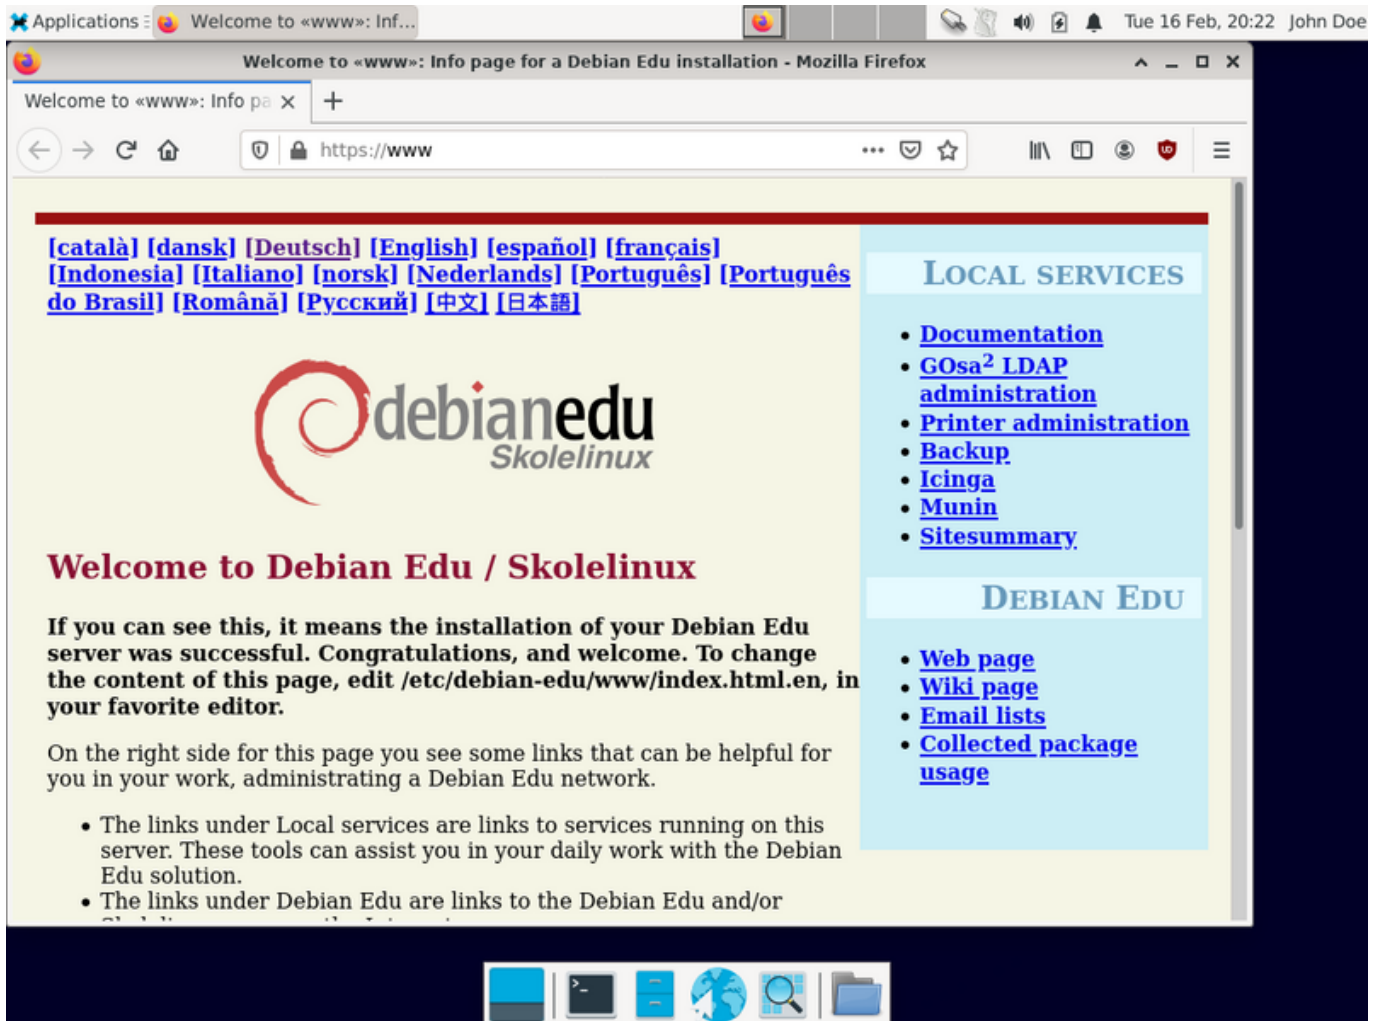 Applications
Welcome to «www»: Inf...
Tue 16 Feb, 20:22
John Doe
Welcome to «www»: Info page for a Debian Edu installation - Mozilla Firefox
Welcome to «www»: Info pa
https://www
[català] [dansk] [Deutsch] [English] [español] [français]
[Indonesia] [Italiano] [norsk] [Nederlands] [Português] [Português
do Brasil] [Română] [Русский] [中文] [日本語]
debianedu
Skolelinux
Welcome to Debian Edu / Skolelinux
If you can see this, it means the installation of your Debian Edu
server was successful. Congratulations, and welcome. To change
the content of this page, edit /etc/debian-edu/www/index.html.en, in
your favorite editor.
On the right side for this page you see some links that can be helpful for
you in your work, administrating a Debian Edu network.
• The links under Local services are links to services running on this
server. These tools can assist you in your daily work with the Debian
Edu solution.
• The links under Debian Edu are links to the Debian Edu and/or
LOCAL SERVICES
• Documentation
• GOsa² LDAP
administration
• Printer administration
• Backup
• Icinga
• Munin
• Sitesummary
DEBIAN EDU
• Web page
• Wiki page
• Email lists
• Collected package
usage